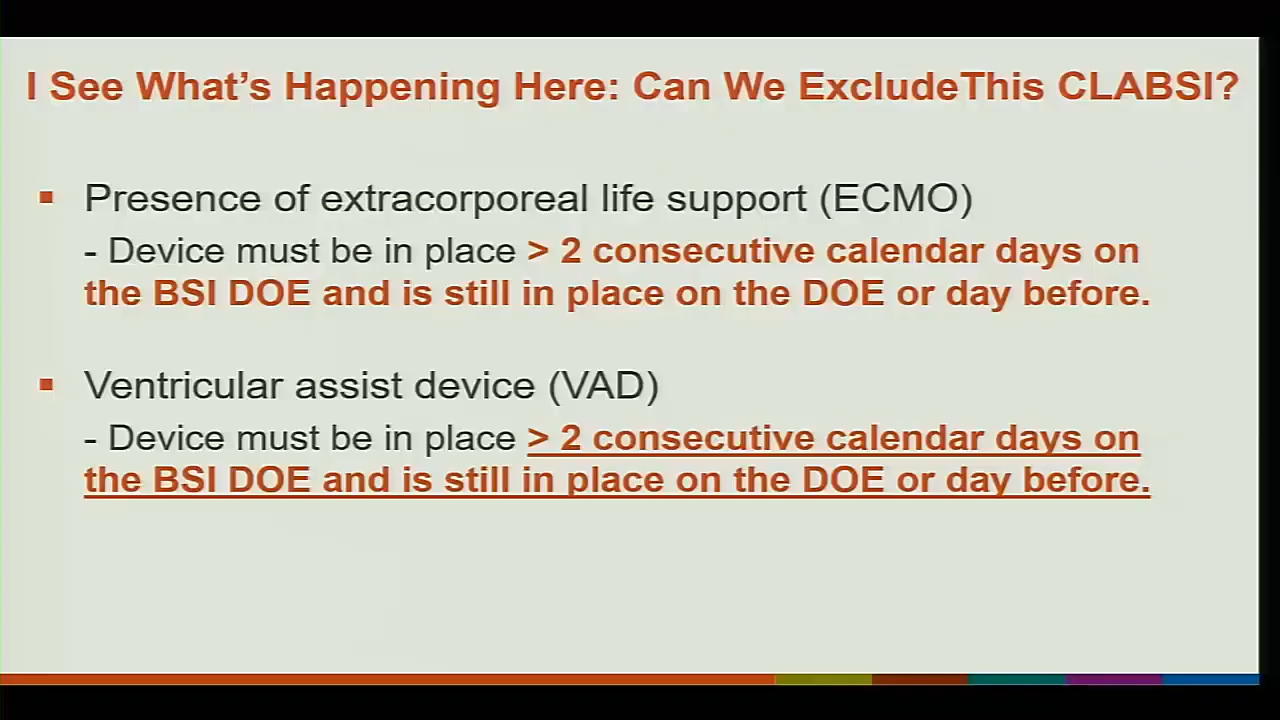 I See What's Happening Here: Can We ExcludeThis CLABSI?
▪ Presence of extracorporeal life support (ECMO)
- Device must be in place > 2 consecutive calendar days on
the BSI DOE and is still in place on the DOE or day before.
▪ Ventricular assist device (VAD)
- Device must be in place > 2 consecutive calendar days on
the BSI DOE and is still in place on the DOE or day before.